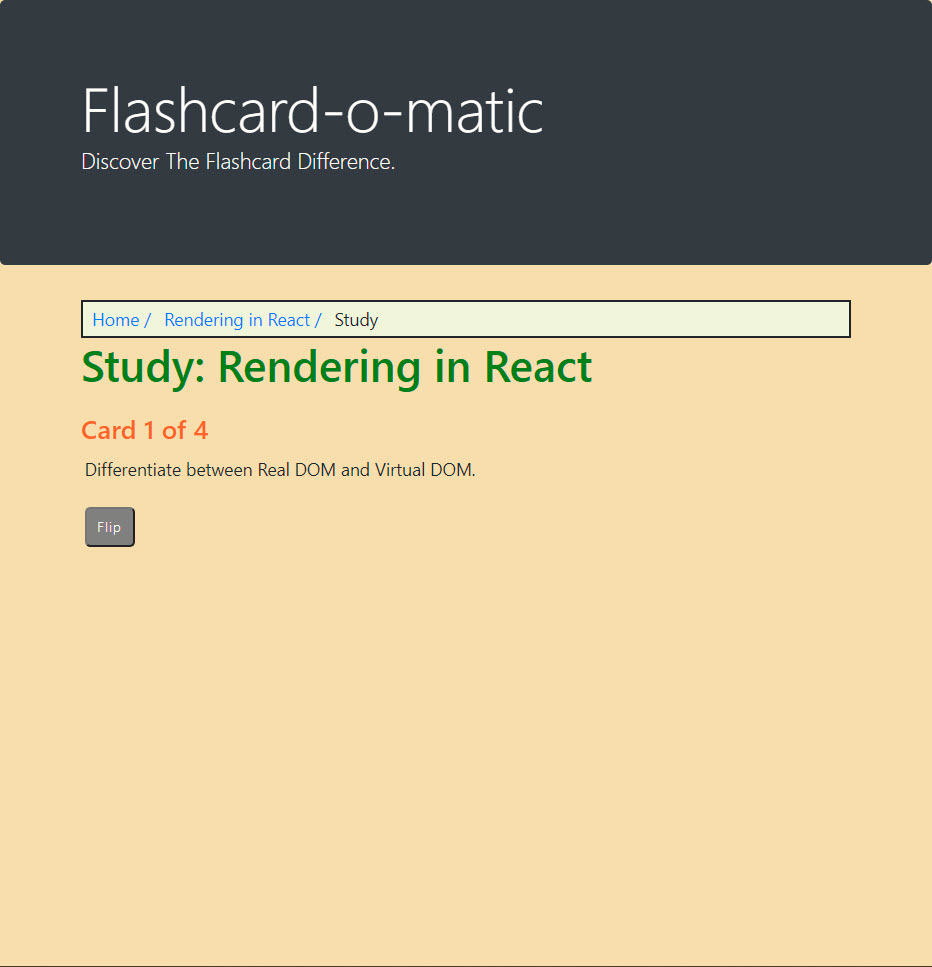 Flashcard-o-matic
Discover The Flashcard Difference.
Home / Rendering in React / Study
Study: Rendering in React
Card 1 of 4
Differentiate between Real DOM and Virtual DOM.
Flip